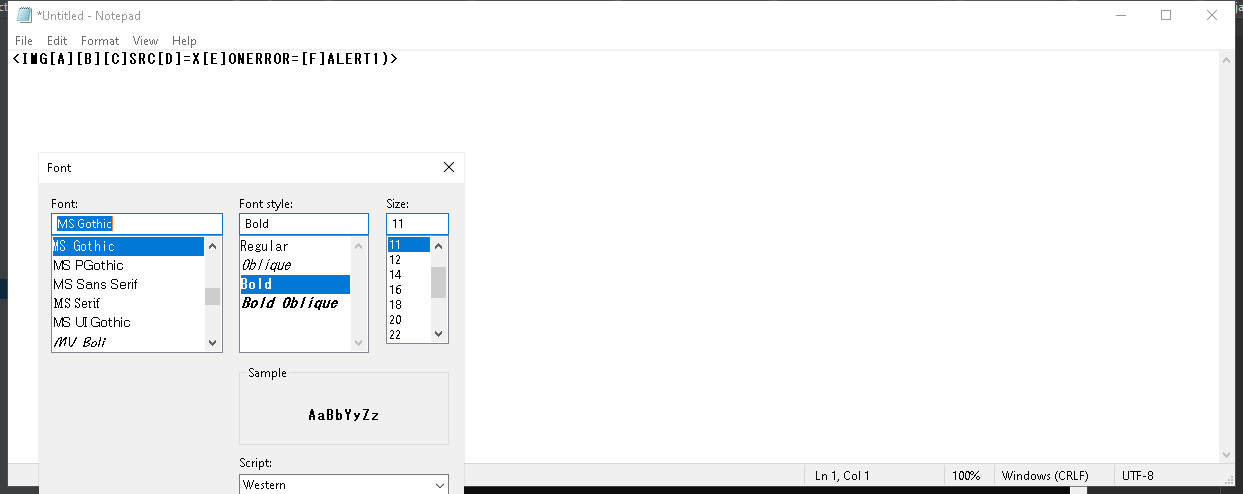 *Untitled - Notepad
File Edit Format View Help
<IMG[A][B][C]SRC[D]=X[E]ONERROR=[F]ALERT1)>
Font
Font: Font style: Size:
MS Gothic Bold 11
MS Gothic Regular 11
MS PGothic Oblique 12
MS Sans Serif Bold 14
MS Serif Bold Oblique 16
MS UI Gothic 18
MV Boli 20
22
Sample
AaBbYyZz
Script:
Western
Ln 1, Col 1 100% Windows (CRLF) UTF-8